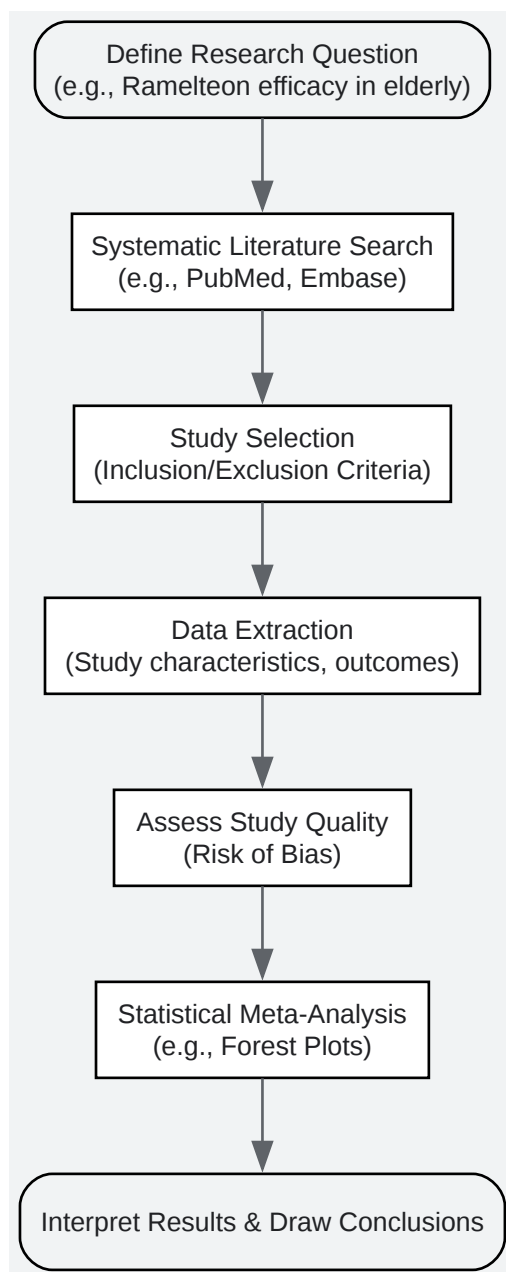 Define Research Question
(e.g., Ramelteon efficacy in elderly)
Systematic Literature Search
(e.g., PubMed, Embase)
Study Selection
(Inclusion/Exclusion Criteria)
Data Extraction
(Study characteristics, outcomes)
Assess Study Quality
(Risk of Bias)
Statistical Meta-Analysis
(e.g., Forest Plots)
Interpret Results & Draw Conclusions